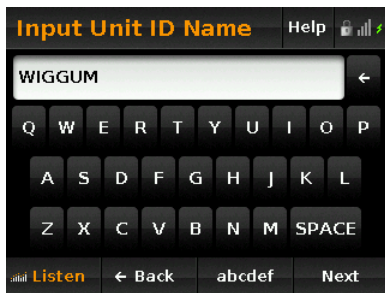 Input Unit ID Name Help
WIGGUM ←
Q W E R T Y U I O P
A S D F G H J K L
Z X C V B N M SPACE
Listen ← Back abcdef Next